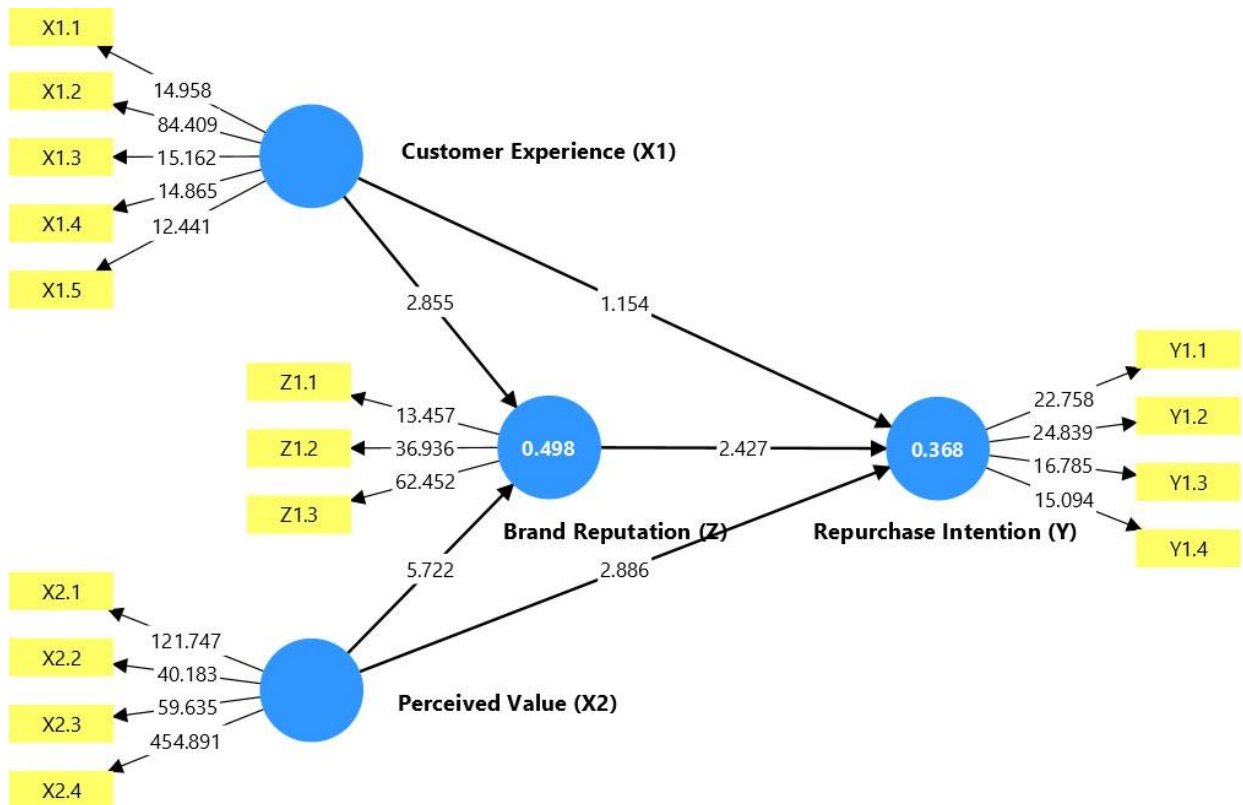 X1.1
14.958
X1.2
84.409
Customer Experience (X1)
X1.3
15.162
14.865
X1.4
12.441
X1.5
2.855
1.154
Y1.1
Z1.1
22.758
13.457
Y1.2
24.839
Z1.2
36.936
0.498
2.427
0.368
16.785
Y1.3
62.452
15.094
Z1.3
Brand Reputation (Z)
Repurchase Intention (Y)
Y1.4
5.722
2.886
X2.1
121.747
X2.2
40.183
59.635
Perceived Value (X2)
X2.3
454.891
X2.4